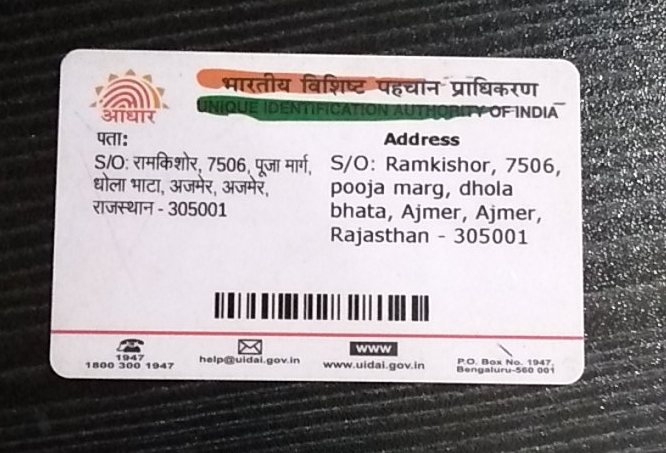 भारतीय विशिष्ट पहचान प्राधिकरण
UNIQUE IDENTIFICATION AUTHORITY OF INDIA
आधार
पता:
S/O: रामकिशोर, 7506, पूजा मार्ग,
धोला भाटा, अजमेर, अजमेर,
राजस्थान - 305001
Address
S/O: Ramkishor, 7506,
pooja marg, dhola
bhata, Ajmer, Ajmer,
Rajasthan - 305001
1947
1800 300 1947
help@uidai.gov.in
www
www.uidai.gov.in
P.O. Box No. 1947,
Bengaluru-560 001